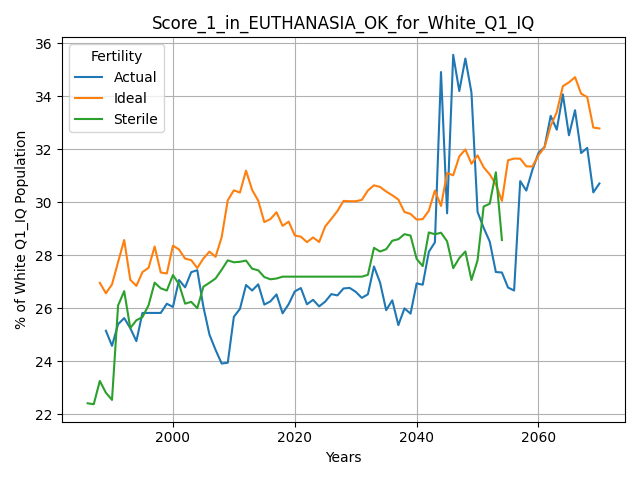 Score_1_in_EUTHANASIA_OK_for_White_Q1_IQ
% of White Q1_IQ Population
36
34
32
30
28
26
24
22
Fertility
Actual
Ideal
Sterile
2000 2020 2040 2060
Years